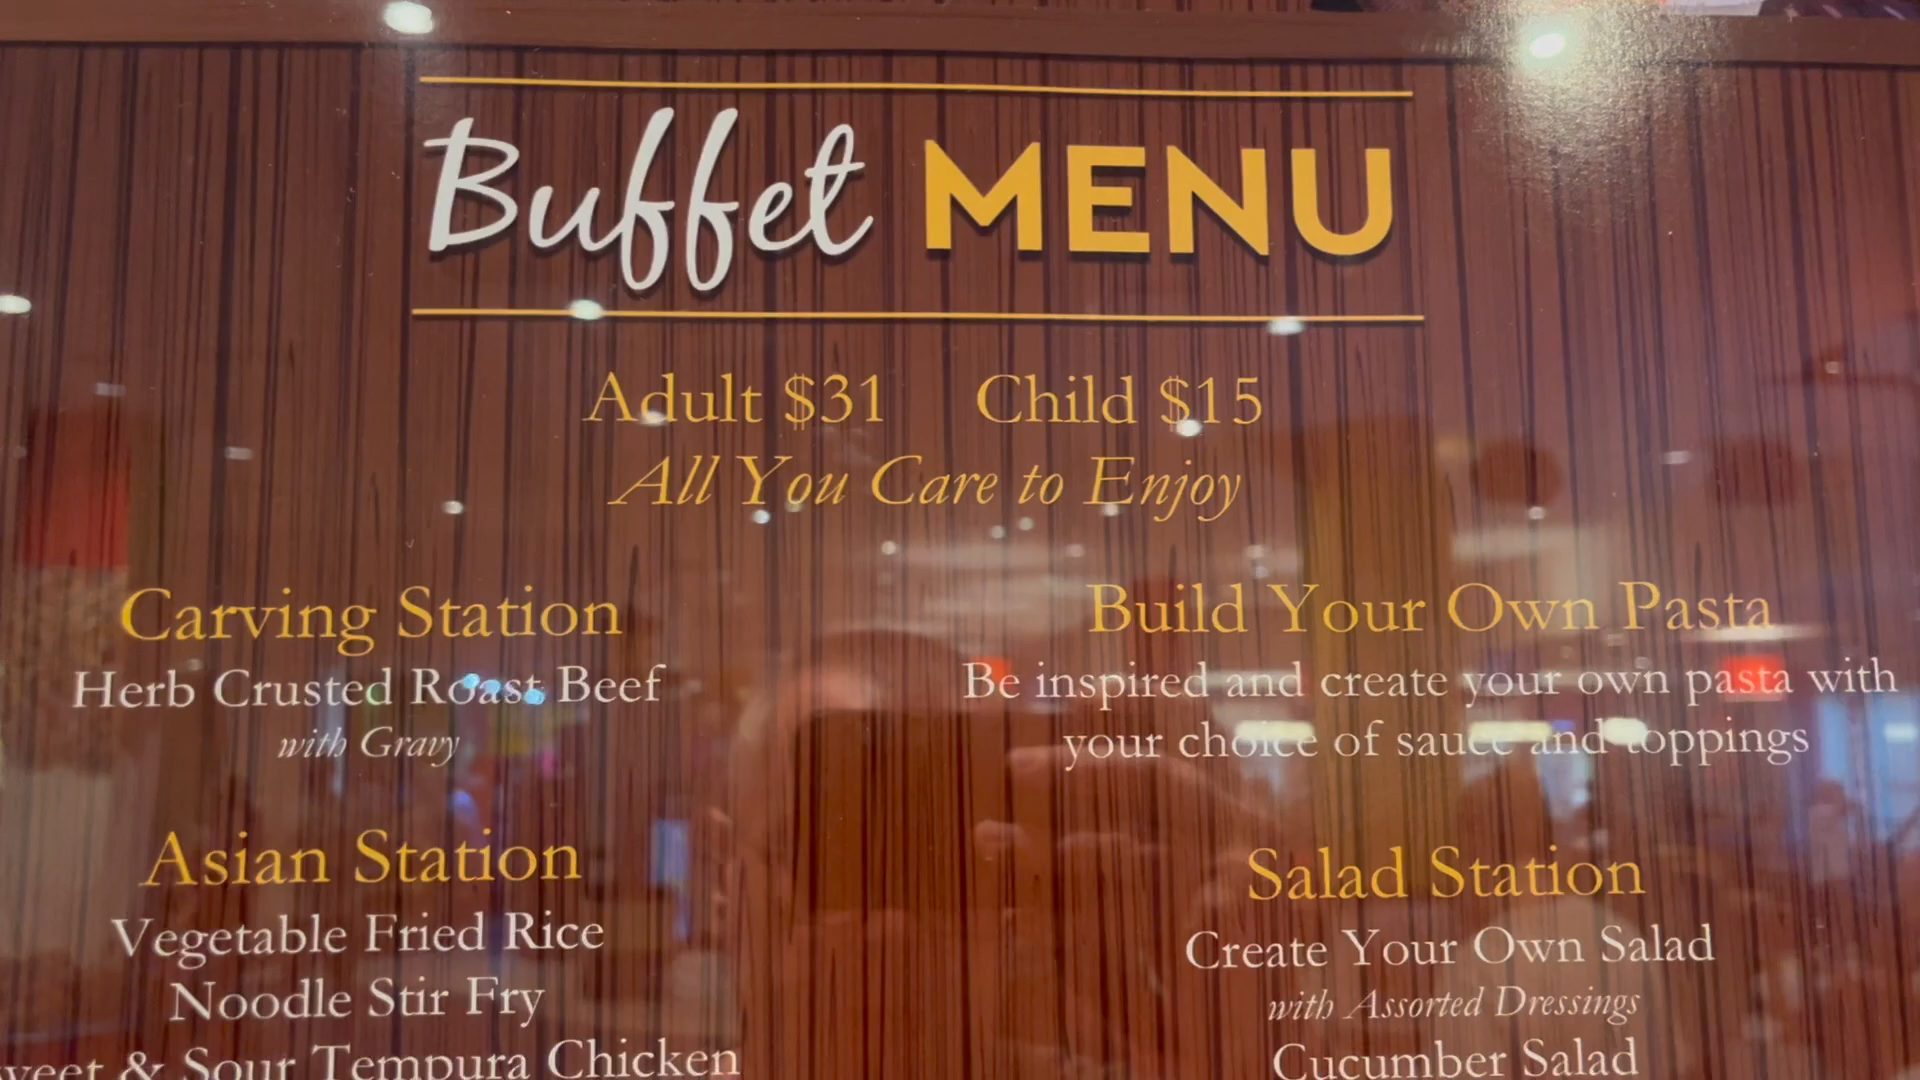 Buffet MENU
Adult $31 Child $15
All You Care to Enjoy
Carving Station
Herb Crusted Roast Beef
with Gravy
Asian Station
Vegetable Fried Rice
Noodle Stir Fry
& Sour Tempura Chicken
Build Your Own Pasta
Be inspired and create your own pasta with
your choice of sauce and toppings
Salad Station
Create Your Own Salad
with Assorted Dressings
Cucumber Salad